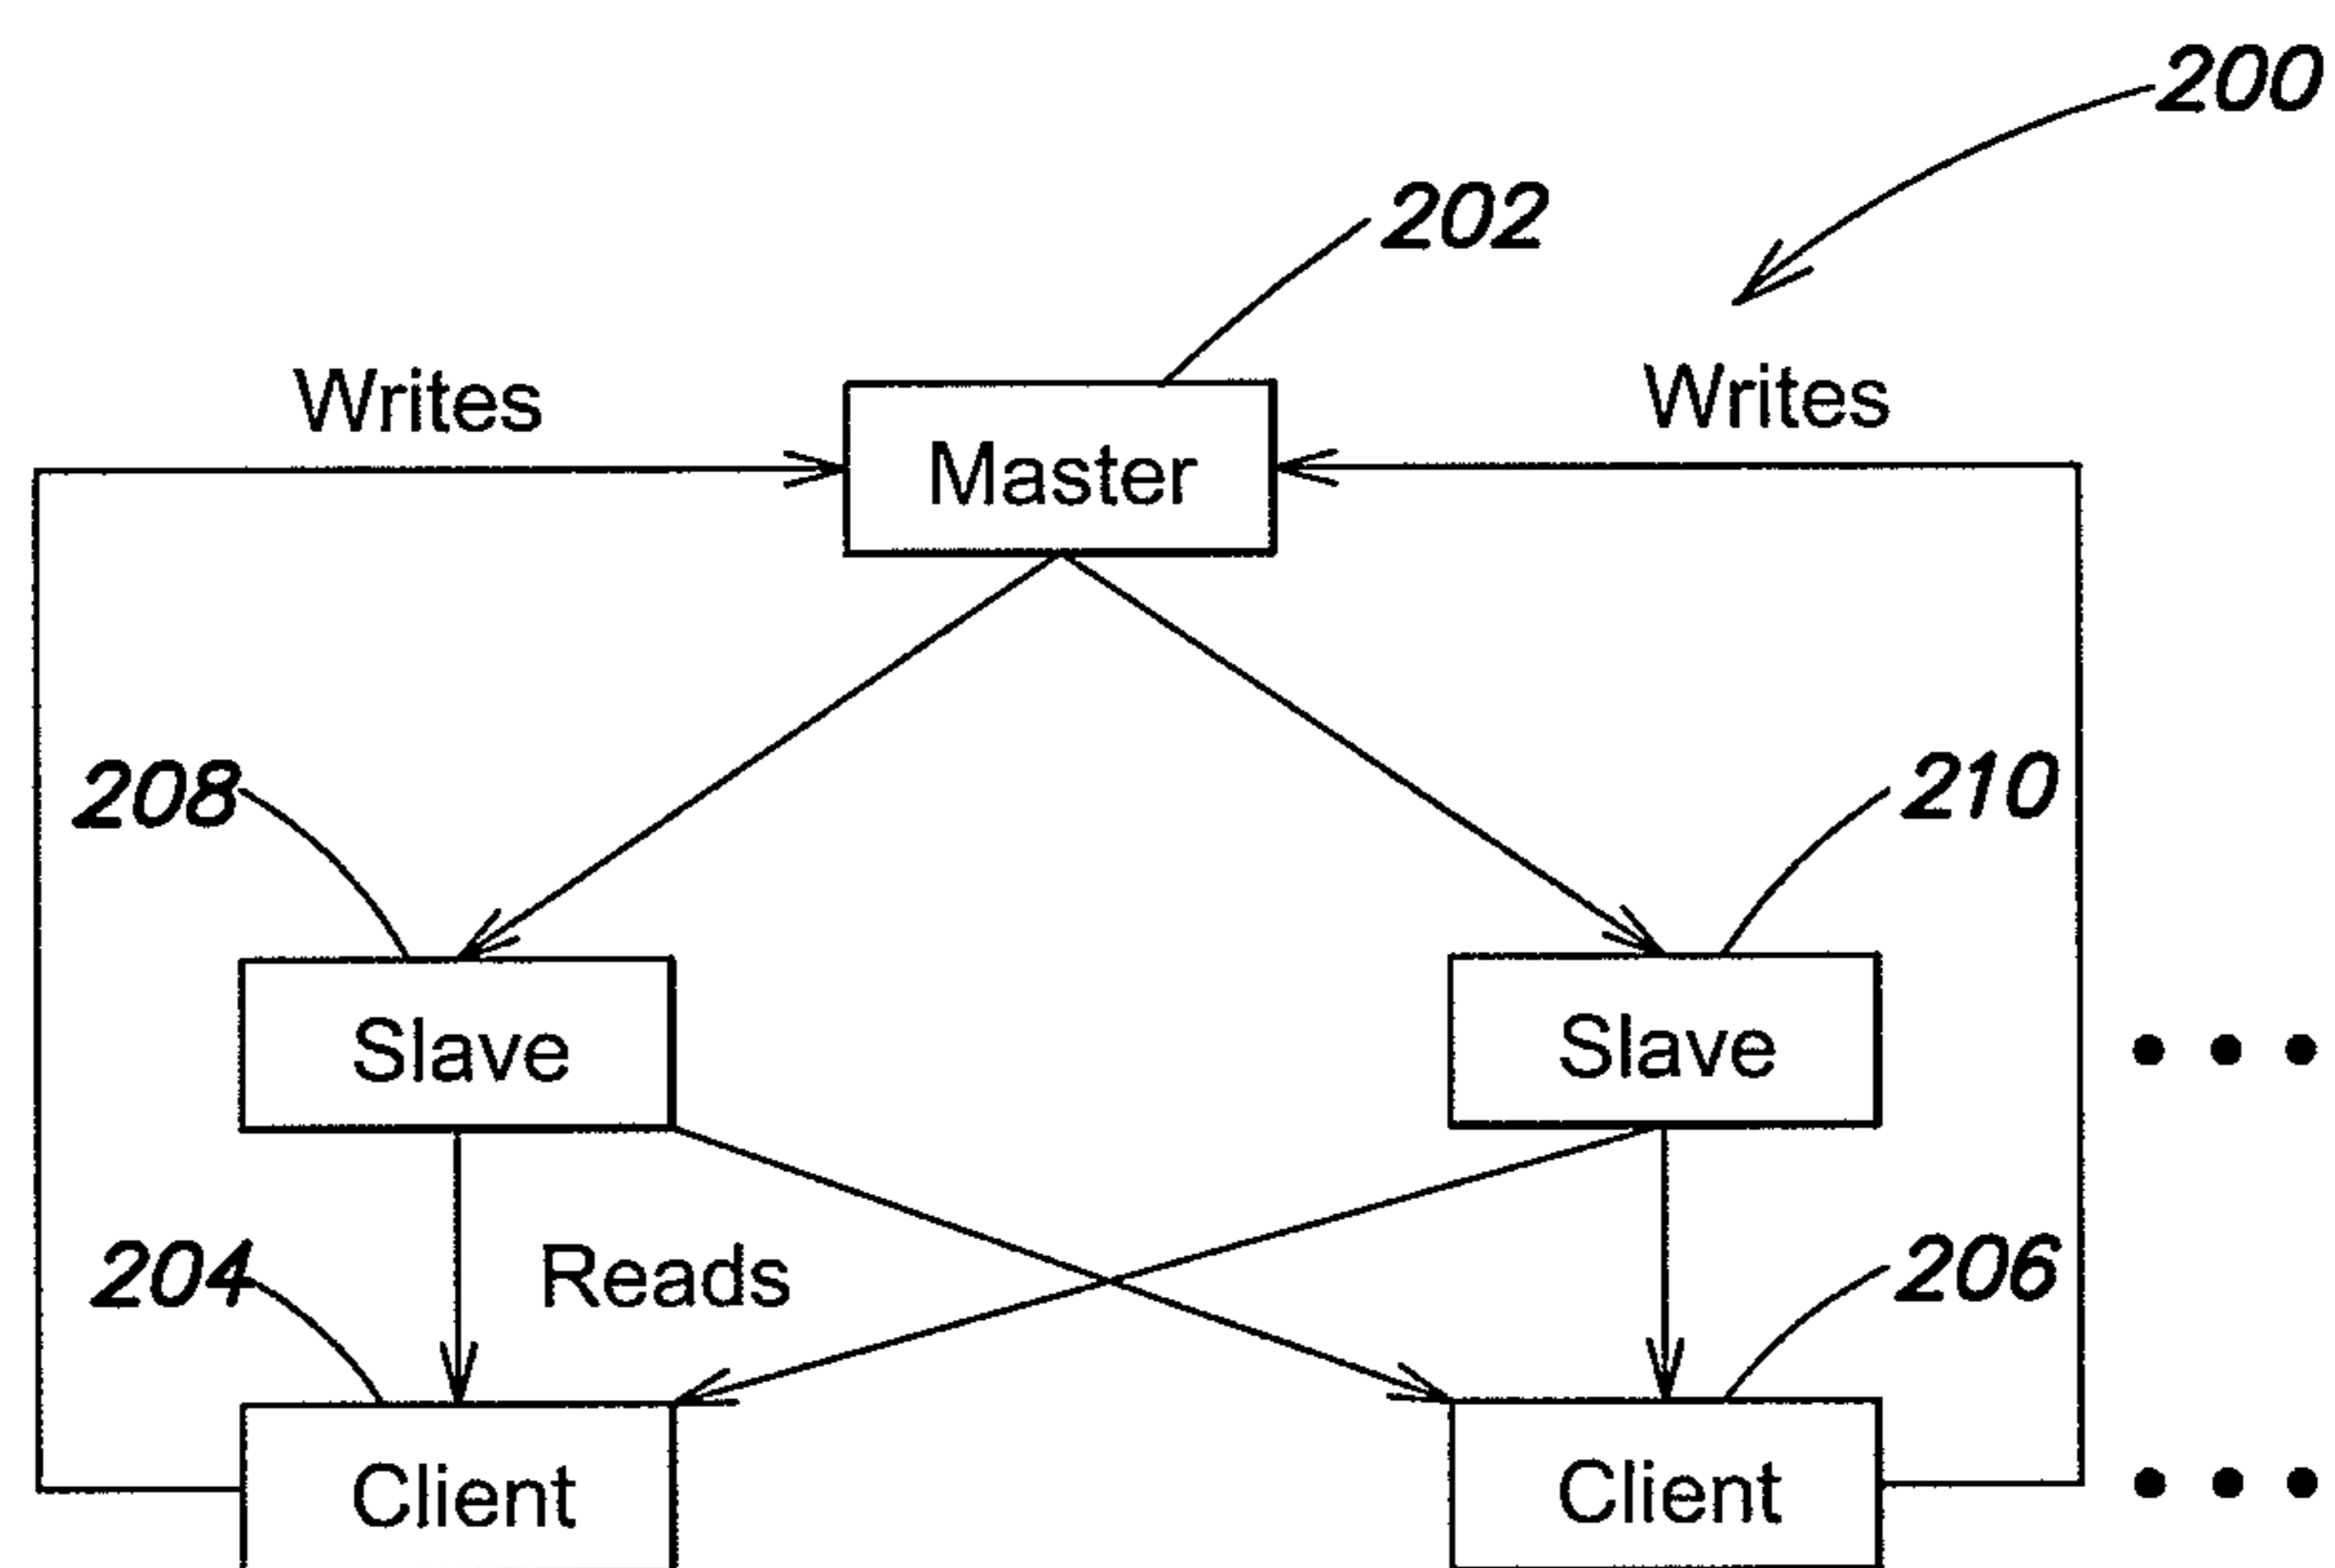 200
202
Writes
Writes
Master
208
210
Slave
Slave
204
Reads
206
Client
Client